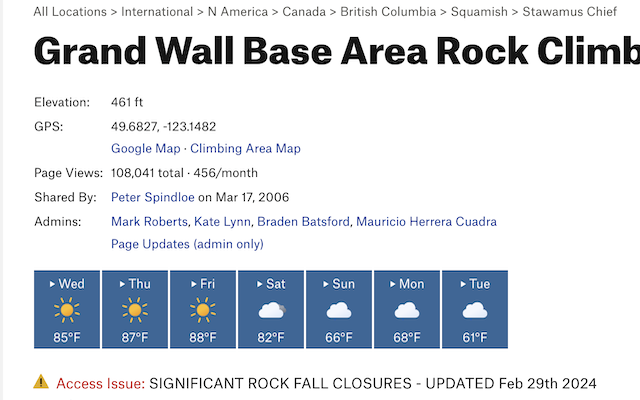 All Locations > International > N America > Canada > British Columbia > Squamish > Stawamus Chief
Grand Wall Base Area Rock Climb
Elevation: 461 ft
GPS: 49.6827, -123.1482
Google Map · Climbing Area Map
Page Views: 108,041 total · 456/month
Shared By: Peter Spindloe on Mar 17, 2006
Admins: Mark Roberts, Kate Lynn, Braden Batsford, Mauricio Herrera Cuadra
Page Updates (admin only)
Wed Thu Fri Sat Sun Mon Tue
85°F 87°F 88°F 82°F 66°F 68°F 61°F
Access Issue: SIGNIFICANT ROCK FALL CLOSURES - UPDATED Feb 29th 2024